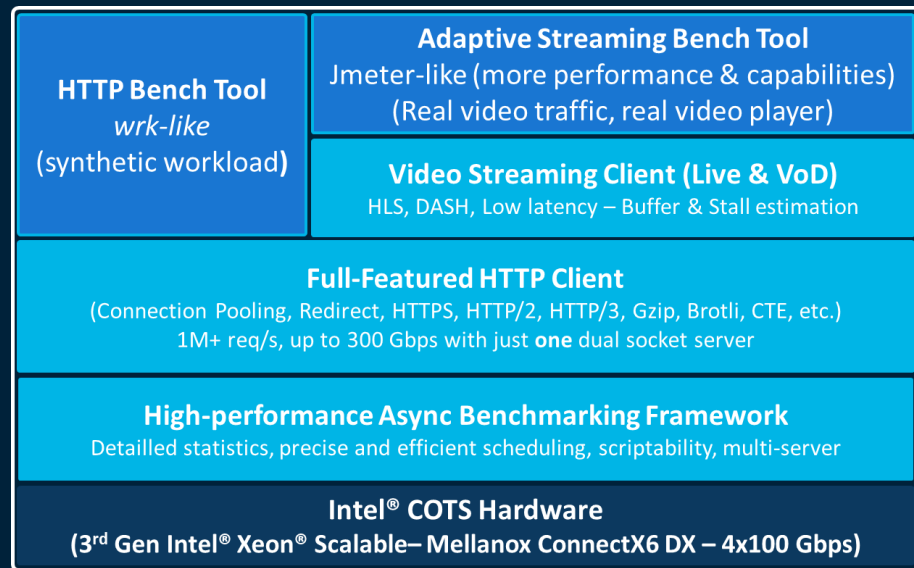 HTTP Bench Tool
wrk-like
(synthetic workload)
Adaptive Streaming Bench Tool
Jmeter-like (more performance & capabilities)
(Real video traffic, real video player)
Video Streaming Client (Live & VoD)
HLS, DASH, Low latency – Buffer & Stall estimation
Full-Featured HTTP Client
(Connection Pooling, Redirect, HTTPS, HTTP/2, HTTP/3, Gzip, Brotli, CTE, etc.)
1M+ req/s, up to 300 Gbps with just one dual socket server
High-performance Async Benchmarking Framework
Detailled statistics, precise and efficient scheduling, scriptability, multi-server
Intel® COTS Hardware
(3rd Gen Intel® Xeon® Scalable– Mellanox ConnectX6 DX – 4x100 Gbps)